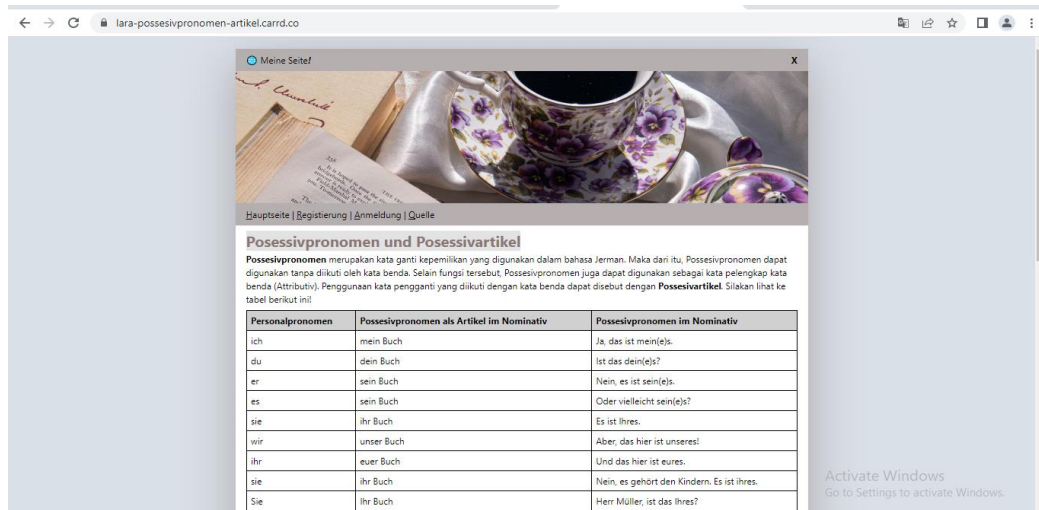 lara-possesivpronomen-artikel.carrd.co
Meine Seite!
X
Hauptseite | Registierung | Anmeldung | Quelle
Posessivpronomen und Posessivartikel
Possesivpronomen merupakan kata ganti kepemilikan yang digunakan dalam bahasa Jerman. Maka dari itu, Possesivpronomen dapat
digunakan tanpa diikuti oleh kata benda. Selain fungsi tersebut, Possesivpronomen juga dapat digunakan sebagai kata pelengkap kata
benda (Attributiv). Penggunaan kata pengganti yang diikuti dengan kata benda dapat disebut dengan Possesivartikel. Silakan lihat ke
tabel berikut ini!
Personalpronomen Possesivpronomen als Artikel im Nominativ Possesivpronomen im Nominativ
ich mein Buch Ja, das ist mein(e)s.
du dein Buch Ist das dein(e)s?
er sein Buch Nein, es ist sein(e)s.
es sein Buch Oder vielleicht sein(e)s?
sie ihr Buch Es ist Ihres.
wir unser Buch Aber, das hier ist unseres!
ihr euer Buch Und das hier ist eures.
sie ihr Buch Nein, es gehört den Kindern. Es ist ihres.
Sie Ihr Buch Herr Müller, ist das Ihres?
Activate Windows
Go to Settings to activate Windows.